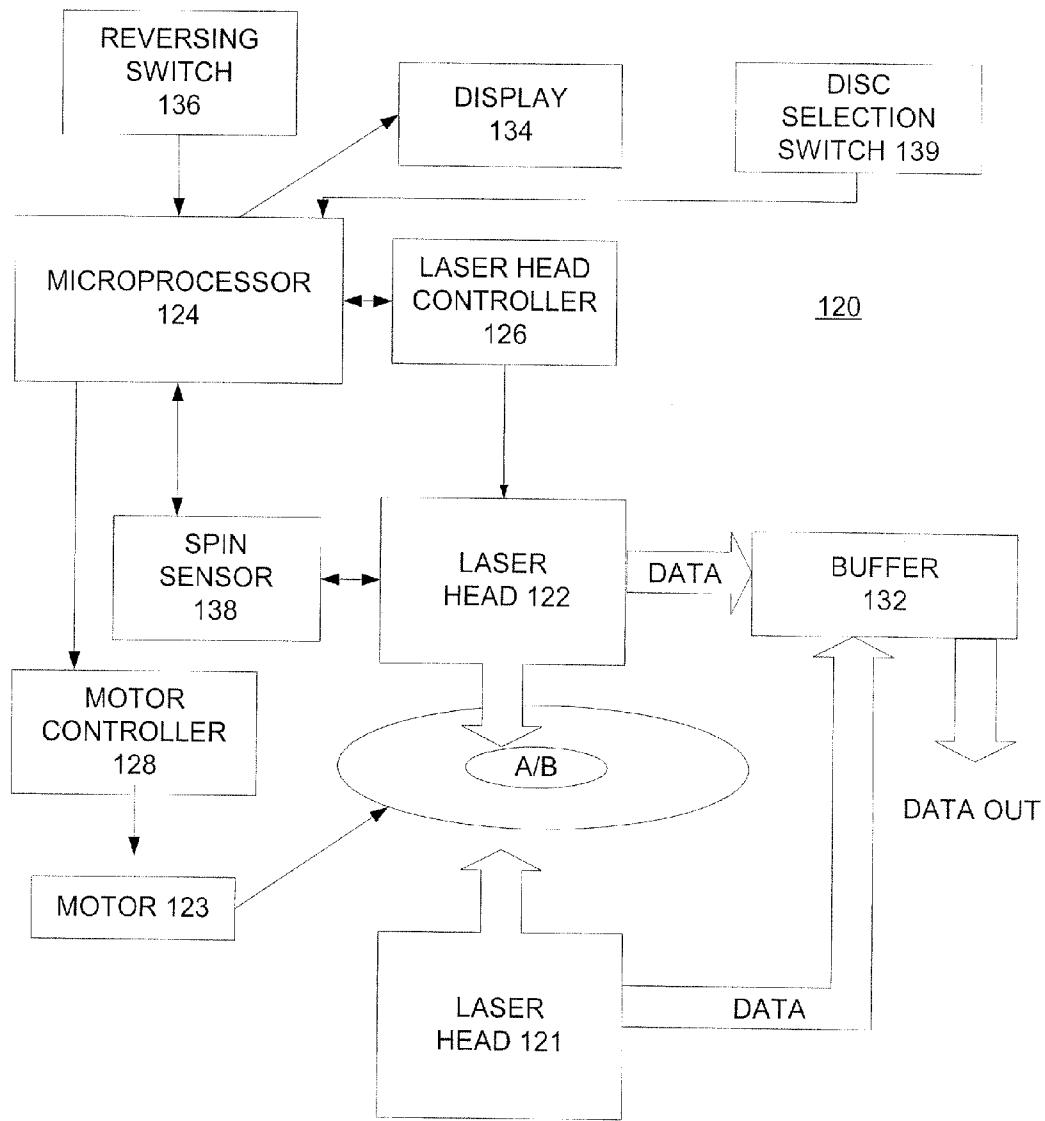 REVERSING
SWITCH
136
DISPLAY
134
DISC
SELECTION
SWITCH 139
MICROPROCESSOR
124
LASER HEAD
CONTROLLER
126
120
SPIN
SENSOR
138
LASER
HEAD 122
DATA
BUFFER
132
MOTOR
CONTROLLER
128
A/B
DATA OUT
MOTOR 123
LASER
HEAD 121
DATA